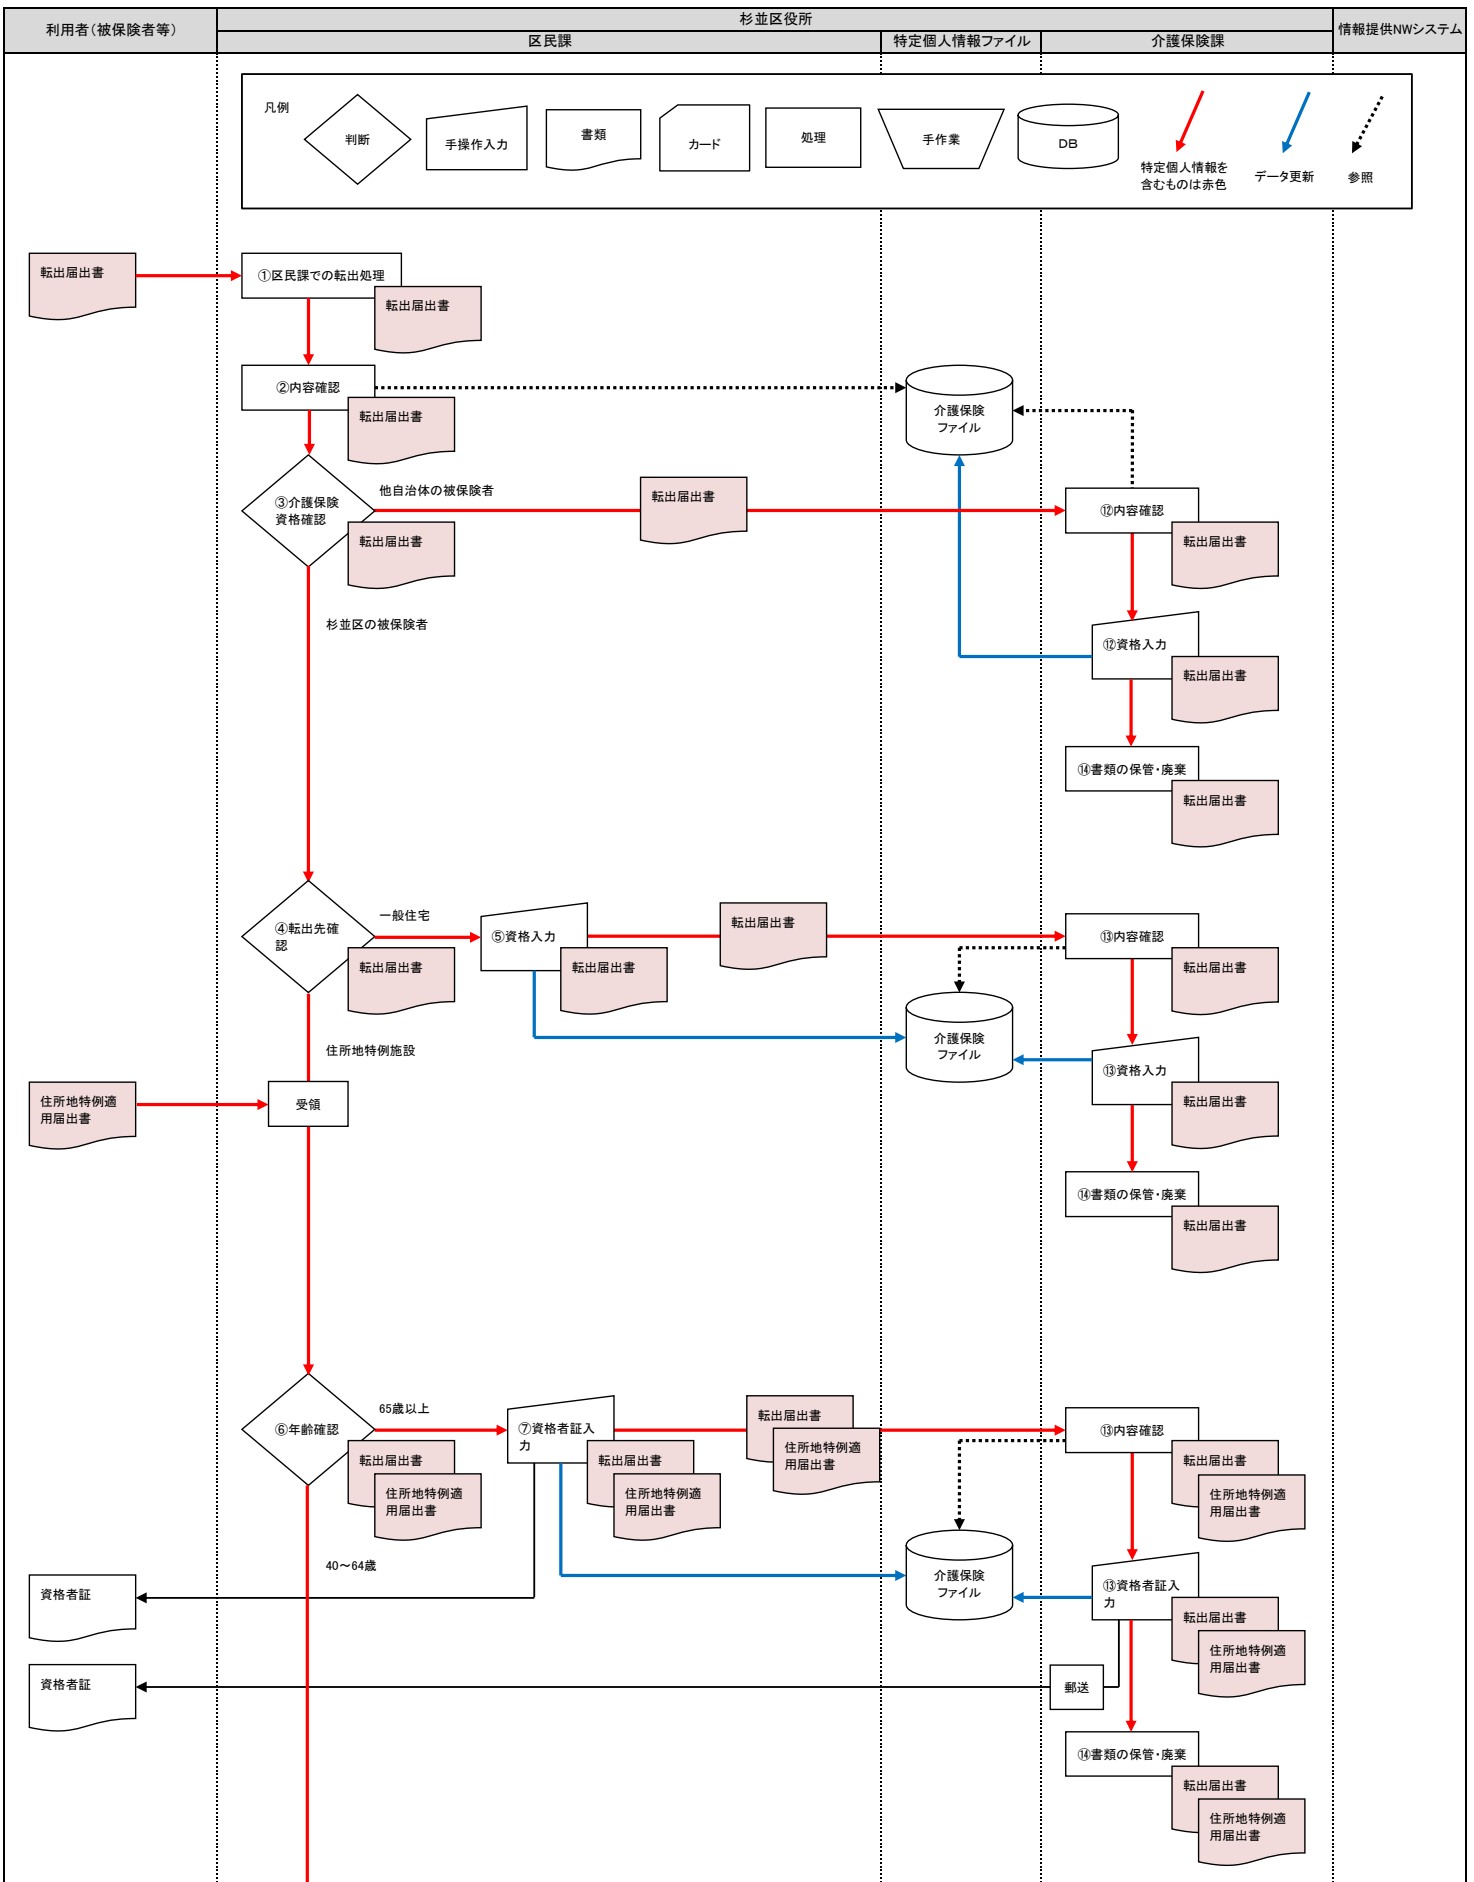 利用者（被保険者等）
杉並区役所
情報提供NWシステム
区民課
特定個人情報ファイル
介護保険課
凡例
判断
手操作入力
書類
カード
処理
手作業
ＤＢ
特定個人情報を
含むものは赤色
データ更新
参照
転出届出書
①区民課での転出処理
転出届出書
②内容確認
転出届出書
介護保険
ファイル
③介護保険
資格確認
転出届出書
他自治体の被保険者
転出届出書
⑫内容確認
転出届出書
杉並区の被保険者
⑫資格入力
転出届出書
⑭書類の保管・廃棄
転出届出書
④転出先確
認
転出届出書
一般住宅
⑤資格入力
転出届出書
転出届出書
⑬内容確認
転出届出書
介護保険
ファイル
住所地特例施設
⑬資格入力
転出届出書
住所地特例適
用届出書
受領
⑭書類の保管・廃棄
転出届出書
⑥年齢確認
65歳以上
転出届出書
住所地特例適
用届出書
⑦資格者証入
力
転出届出書
住所地特例適
用届出書
転出届出書
住所地特例適
用届出書
⑬内容確認
転出届出書
住所地特例適
用届出書
40～64歳
介護保険
ファイル
⑬資格者証入
力
転出届出書
住所地特例適
用届出書
資格者証
資格者証
郵送
⑭書類の保管・廃棄
転出届出書
住所地特例適
用届出書